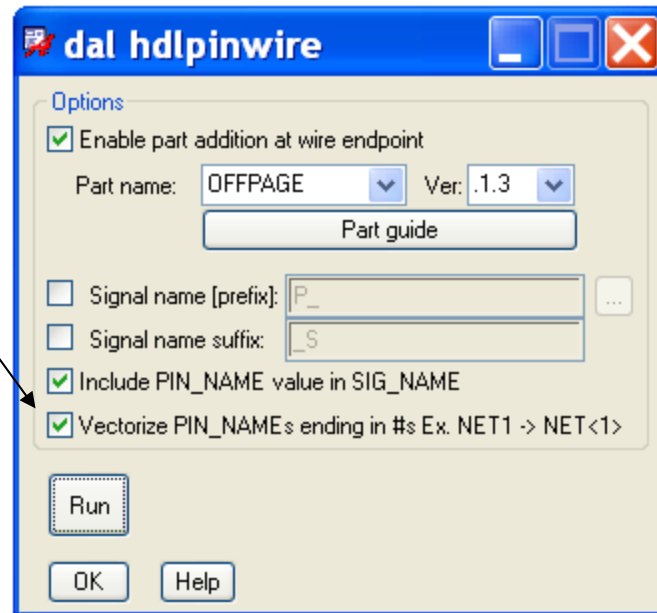 dal hdlpinwire
Options
Enable part addition at wire endpoint
Part name: OFFPAGE Ver: .1.3
Part guide
Signal name [prefix]: P_ ...
Signal name suffix: _S
Include PIN_NAME value in SIG_NAME
Vectorize PIN_NAMEs ending in #s Ex. NET1 -> NET<1>
Run
OK Help